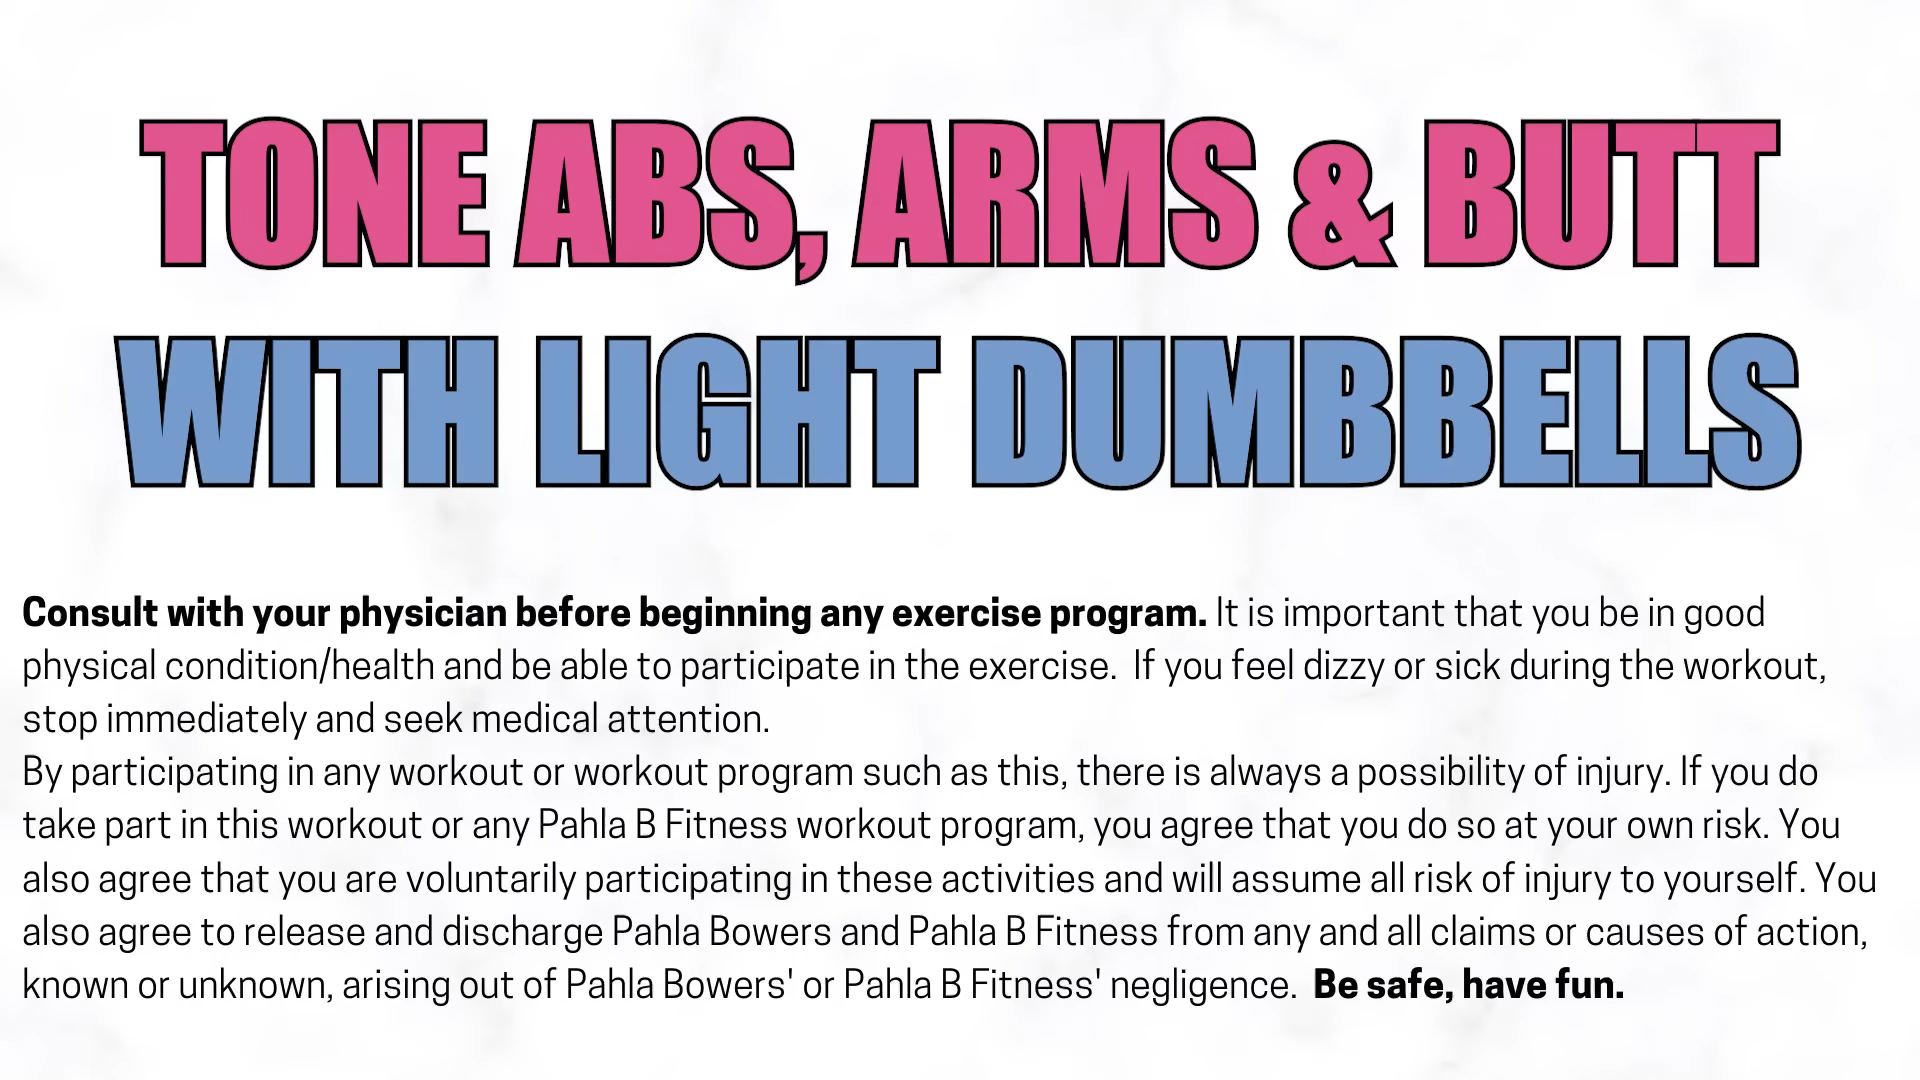 TONE ABS, ARMS & BUTT
WITH LIGHT DUMBBELLS
Consult with your physician before beginning any exercise program. It is important that you be in good
physical condition/health and be able to participate in the exercise.  If you feel dizzy or sick during the workout,
stop immediately and seek medical attention.
By participating in any workout or workout program such as this, there is always a possibility of injury. If you do
take part in this workout or any Pahla B Fitness workout program, you agree that you do so at your own risk. You
also agree that you are voluntarily participating in these activities and will assume all risk of injury to yourself. You
also agree to release and discharge Pahla Bowers and Pahla B Fitness from any and all claims or causes of action,
known or unknown, arising out of Pahla Bowers' or Pahla B Fitness' negligence.  Be safe, have fun.